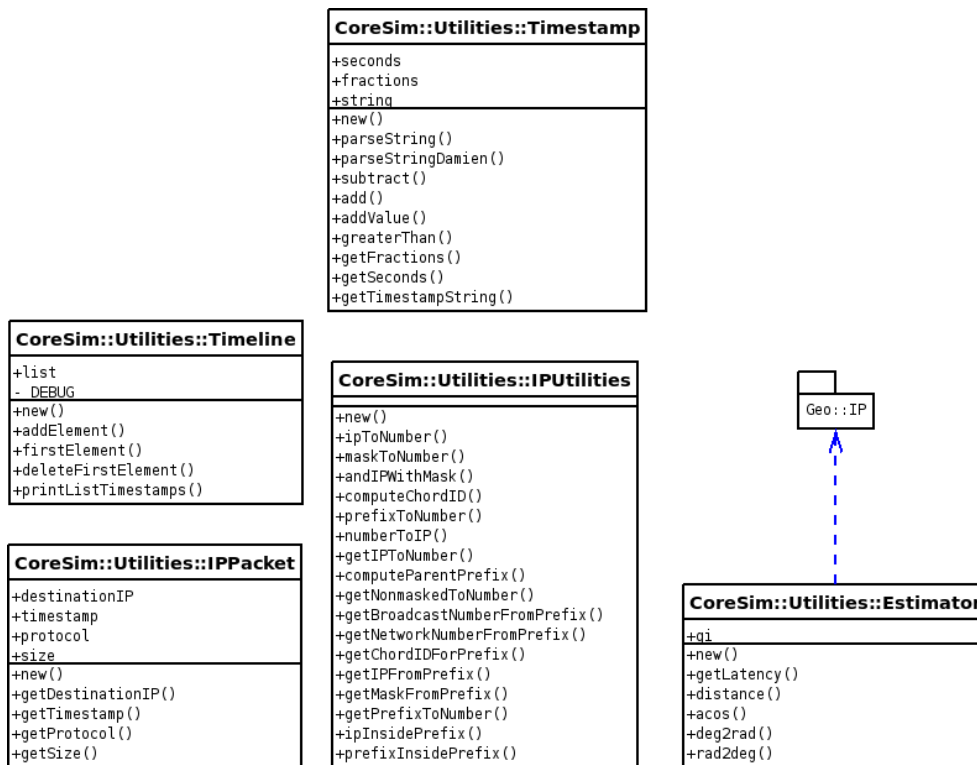 CoreSim::Utilities::Timestamp
+seconds
+fractions
+string
+new()
+parseString()
+parseStringDamien()
+subtract()
+add()
+addValue()
+greaterThan()
+getFractions()
+getSeconds()
+getTimestampString()
CoreSim::Utilities::Timeline
+list
- DEBUG
+new()
+addElement()
+firstElement()
+deleteFirstElement()
+printListTimestamps()
CoreSim::Utilities::IPUtilities
+new()
+ipToNumber()
+maskToNumber()
+andIPWithMask()
+computeChordID()
+prefixToNumber()
+numberToIP()
+getIPToNumber()
+computeParentPrefix()
+getNonmaskedToNumber()
+getBroadcastNumberFromPrefix()
+getNetworkNumberFromPrefix()
+getChordIDForPrefix()
+getIPFromPrefix()
+getMaskFromPrefix()
+getPrefixToNumber()
+ipInsidePrefix()
+prefixInsidePrefix()
Geo::IP
CoreSim::Utilities::IPPacket
+destinationIP
+timestamp
+protocol
+size
+new()
+getDestinationIP()
+getTimestamp()
+getProtocol()
+getSize()
CoreSim::Utilities::Estimator
+gi
+new()
+getLatency()
+distance()
+acos()
+deg2rad()
+rad2deg()